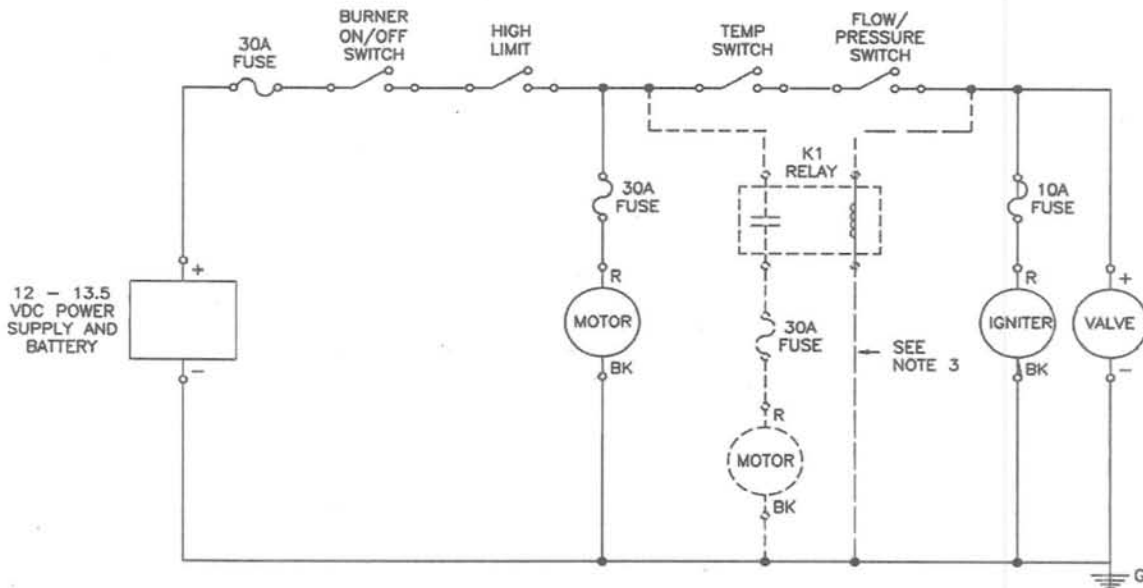 30A
FUSE
BURNER
ON/OFF
SWITCH
HIGH
LIMIT
TEMP
SWITCH
FLOW/
PRESSURE
SWITCH
K1
RELAY
30A
FUSE
10A
FUSE
+
12 - 13.5
VDC POWER
SUPPLY AND
BATTERY
-
R
MOTOR
BK
30A
FUSE
R
MOTOR
BK
SEE
NOTE 3
R
IGNITER
BK
+
VALVE
-